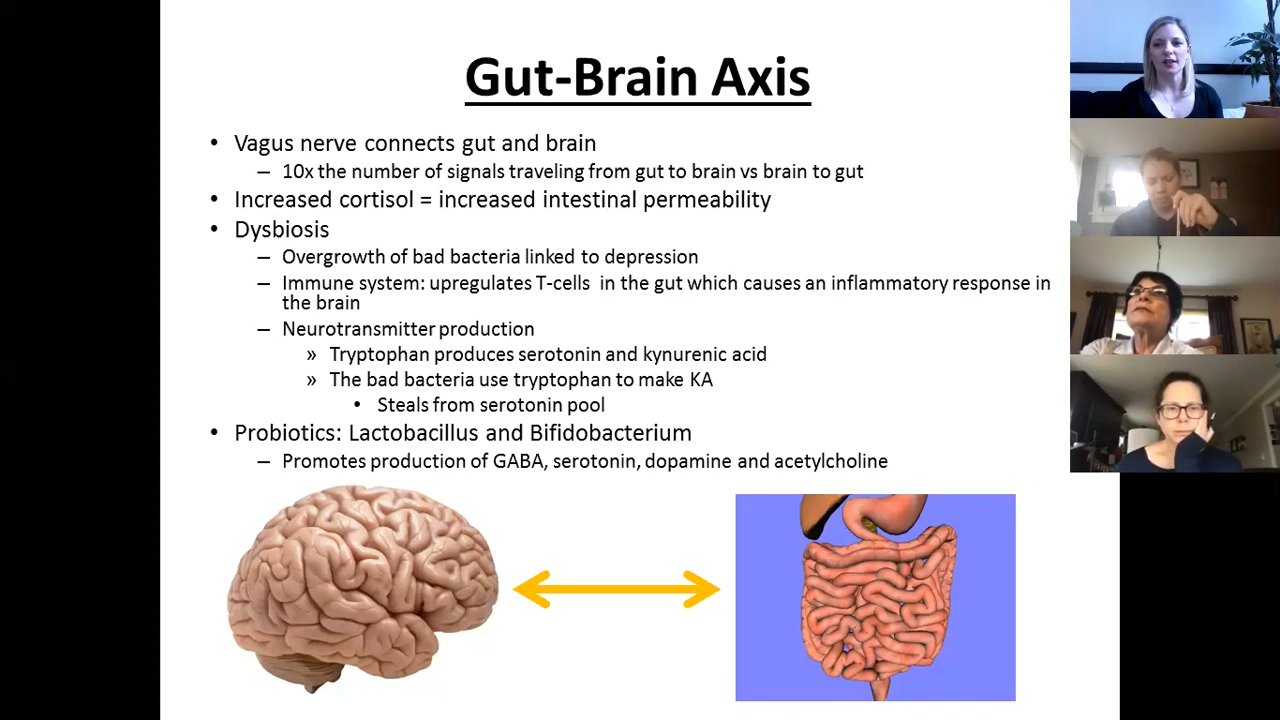 Gut-Brain Axis
• Vagus nerve connects gut and brain
– 10x the number of signals traveling from gut to brain vs brain to gut
• Increased cortisol = increased intestinal permeability
• Dysbiosis
– Overgrowth of bad bacteria linked to depression
– Immune system: upregulates T-cells in the gut which causes an inflammatory response in
the brain
– Neurotransmitter production
» Tryptophan produces serotonin and kynurenic acid
» The bad bacteria use tryptophan to make KA
• Steals from serotonin pool
• Probiotics: Lactobacillus and Bifidobacterium
– Promotes production of GABA, serotonin, dopamine and acetylcholine